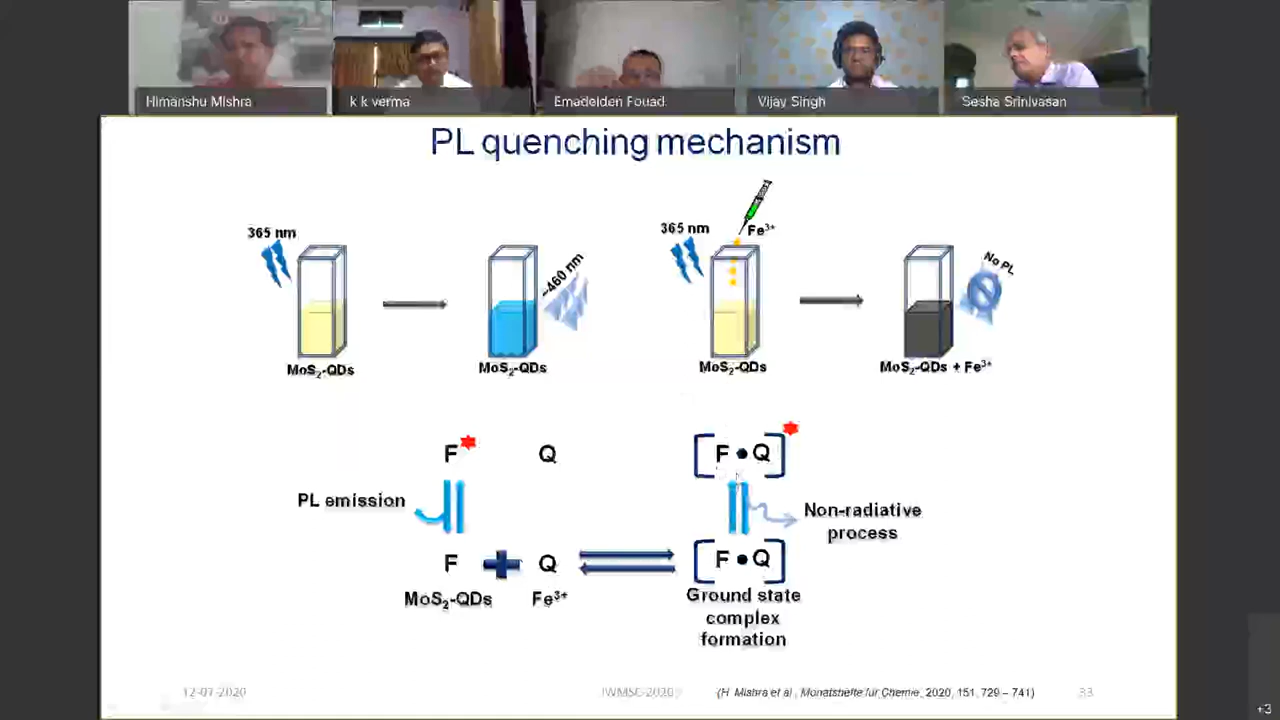 Himanshu Mishra
k k verma
Emadelden Fouad
Vijay Singh
Sesha Srinivasan
PL quenching mechanism
365 nm
MoS₂-QDs
~460 nm
MoS₂-QDs
365 nm
Fe³⁺
MoS₂-QDs
No PL
MoS₂-QDs + Fe³⁺
F
Q
[F•Q]
PL emission
Non-radiative
process
F + Q
[F•Q]
MoS₂-QDs
Fe³⁺
Ground state
complex
formation
12-07-2020
IWMSC-2020
(H. Mishra et al., Monatshefte fur Chemie, 2020, 151, 729 – 741)
33
+3